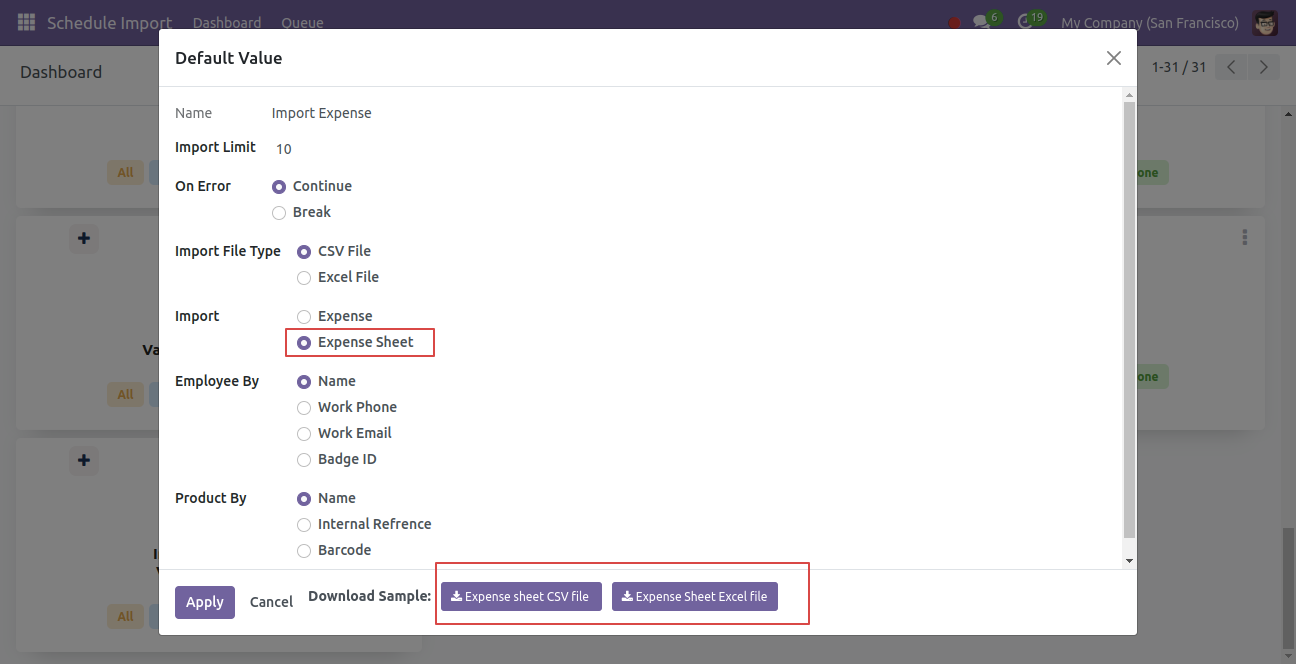 Schedule Import Dashboard Queue 6 19 My Company (San Francisco)
Dashboard 1-31 / 31
Default Value
Name Import Expense
Import Limit 10
On Error Continue
Break
Import File Type CSV File
Excel File
Import Expense
Expense Sheet
Employee By Name
Work Phone
Work Email
Badge ID
Product By Name
Internal Refrence
Barcode
Apply Cancel Download Sample: Expense sheet CSV file Expense Sheet Excel file
All
All
All